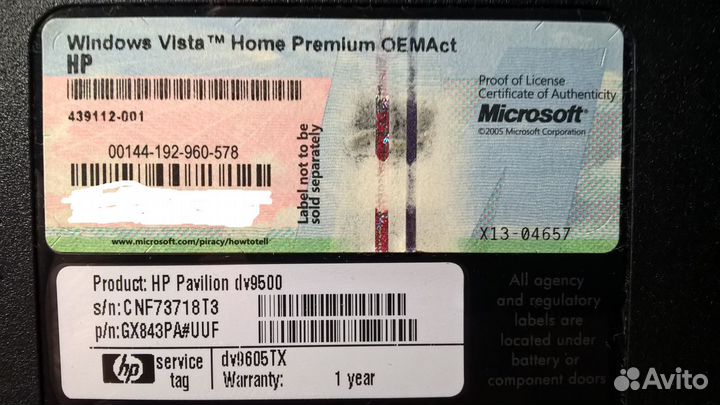 Windows Vista™ Home Premium OEMAct
HP
439112-001
00144-192-960-578
Label not to be
sold separately
www.microsoft.com/piracy/howtotell
Proof of License
Certificate of Authenticity
Microsoft®
©2005 Microsoft Corporation
X13-04657
Product: HP Pavilion dv9500
s/n:CNF73718T3
p/n:GX843PA#UUF
hp
service
tag
dv9605TX
Warranty: 1 year
All agency
and regulatory
labels are
located under
battery or
component doors
Avito